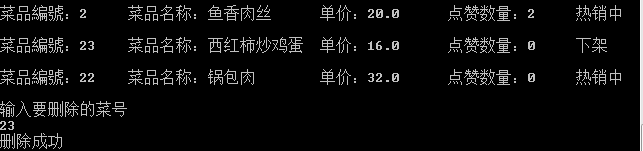 菜品编號：2 菜品名称：鱼香肉丝 单价：20.0 点赞数量：2 热销中
菜品编號：23 菜品名称：西红柿炒鸡蛋 单价：16.0 点赞数量：0 下架
菜品编號：22 菜品名称：锅包肉 单价：32.0 点赞数量：0 热销中
输入要删除的菜号
23
删除成功